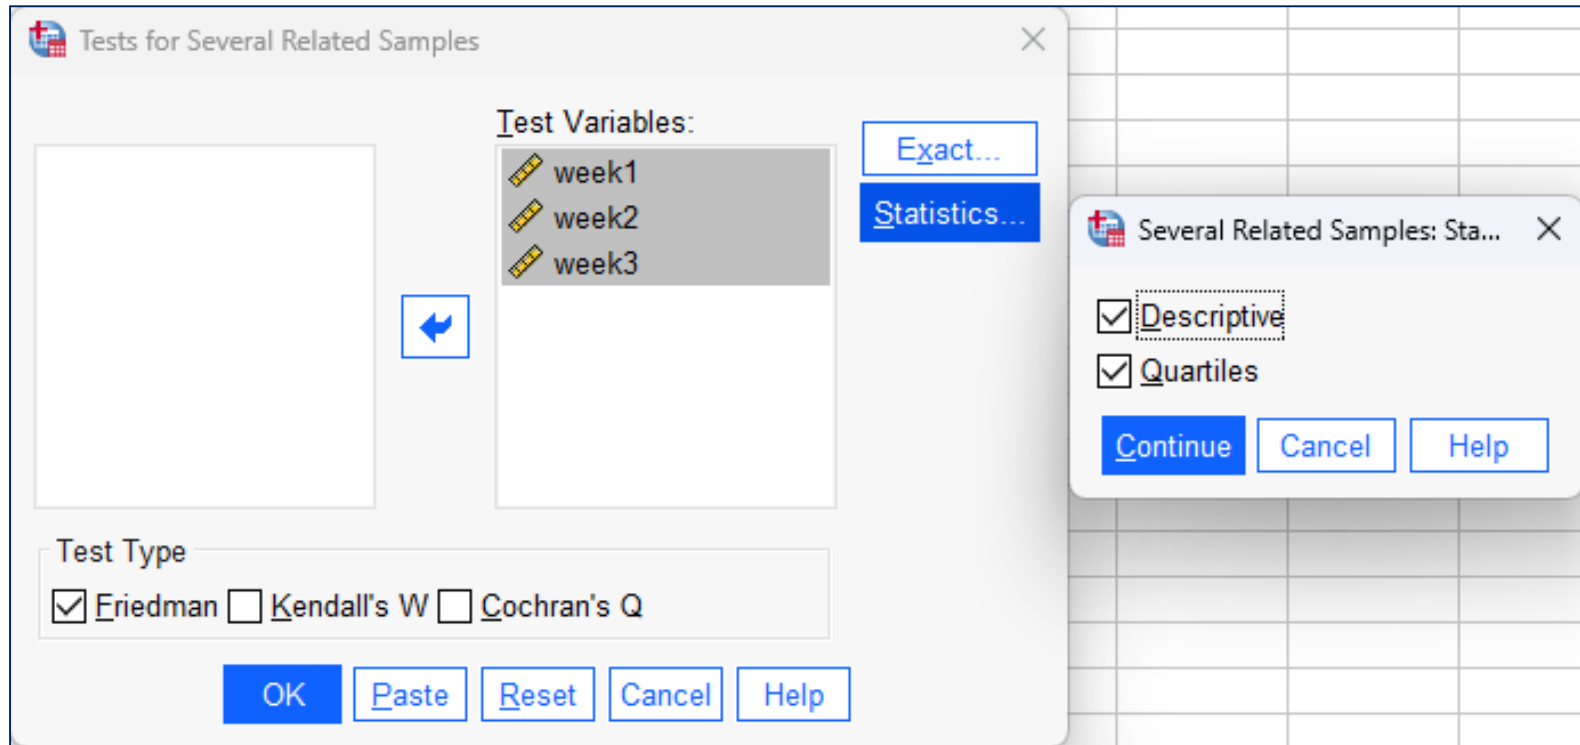 Tests for Several Related Samples
Test Variables:
week1
week2
week3
Exact...
Statistics...
Test Type
Friedman Kendall's W Cochran's Q
OK Paste Reset Cancel Help
Several Related Samples: Sta...
Descriptive
Quartiles
Continue Cancel Help